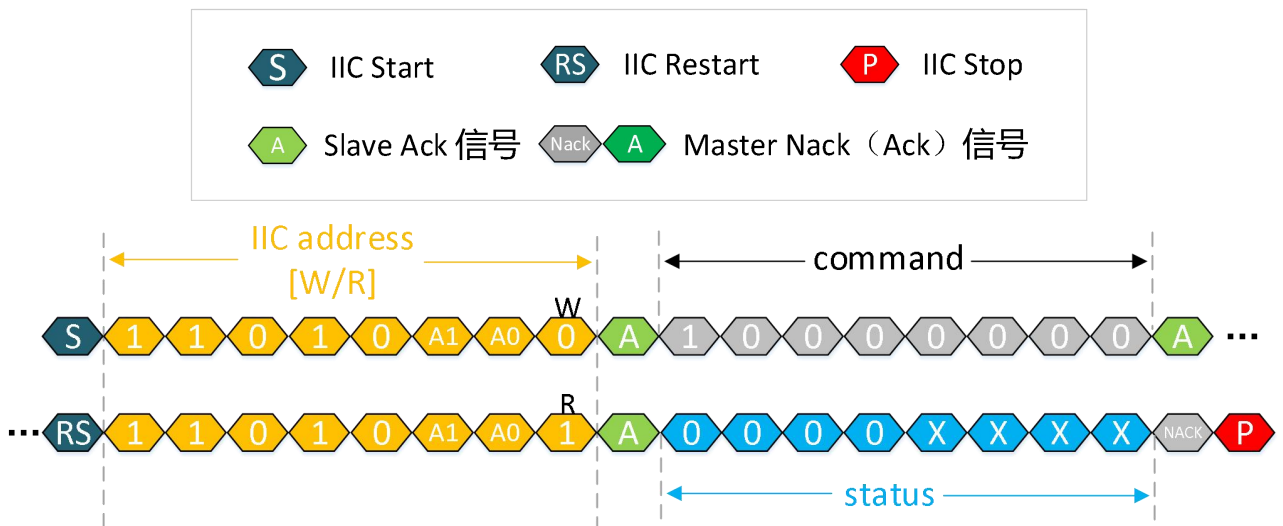 S IIC Start RS IIC Restart P IIC Stop
A Slave Ack 信号 Nack A Master Nack（Ack）信号
IIC address
[W/R]
command
W
S 1 1 0 1 0 A1 A0 0 A 1 0 0 0 0 0 0 0 A ...
R
... RS 1 1 0 1 0 A1 A0 1 A 0 0 0 0 X X X X NACK P
status